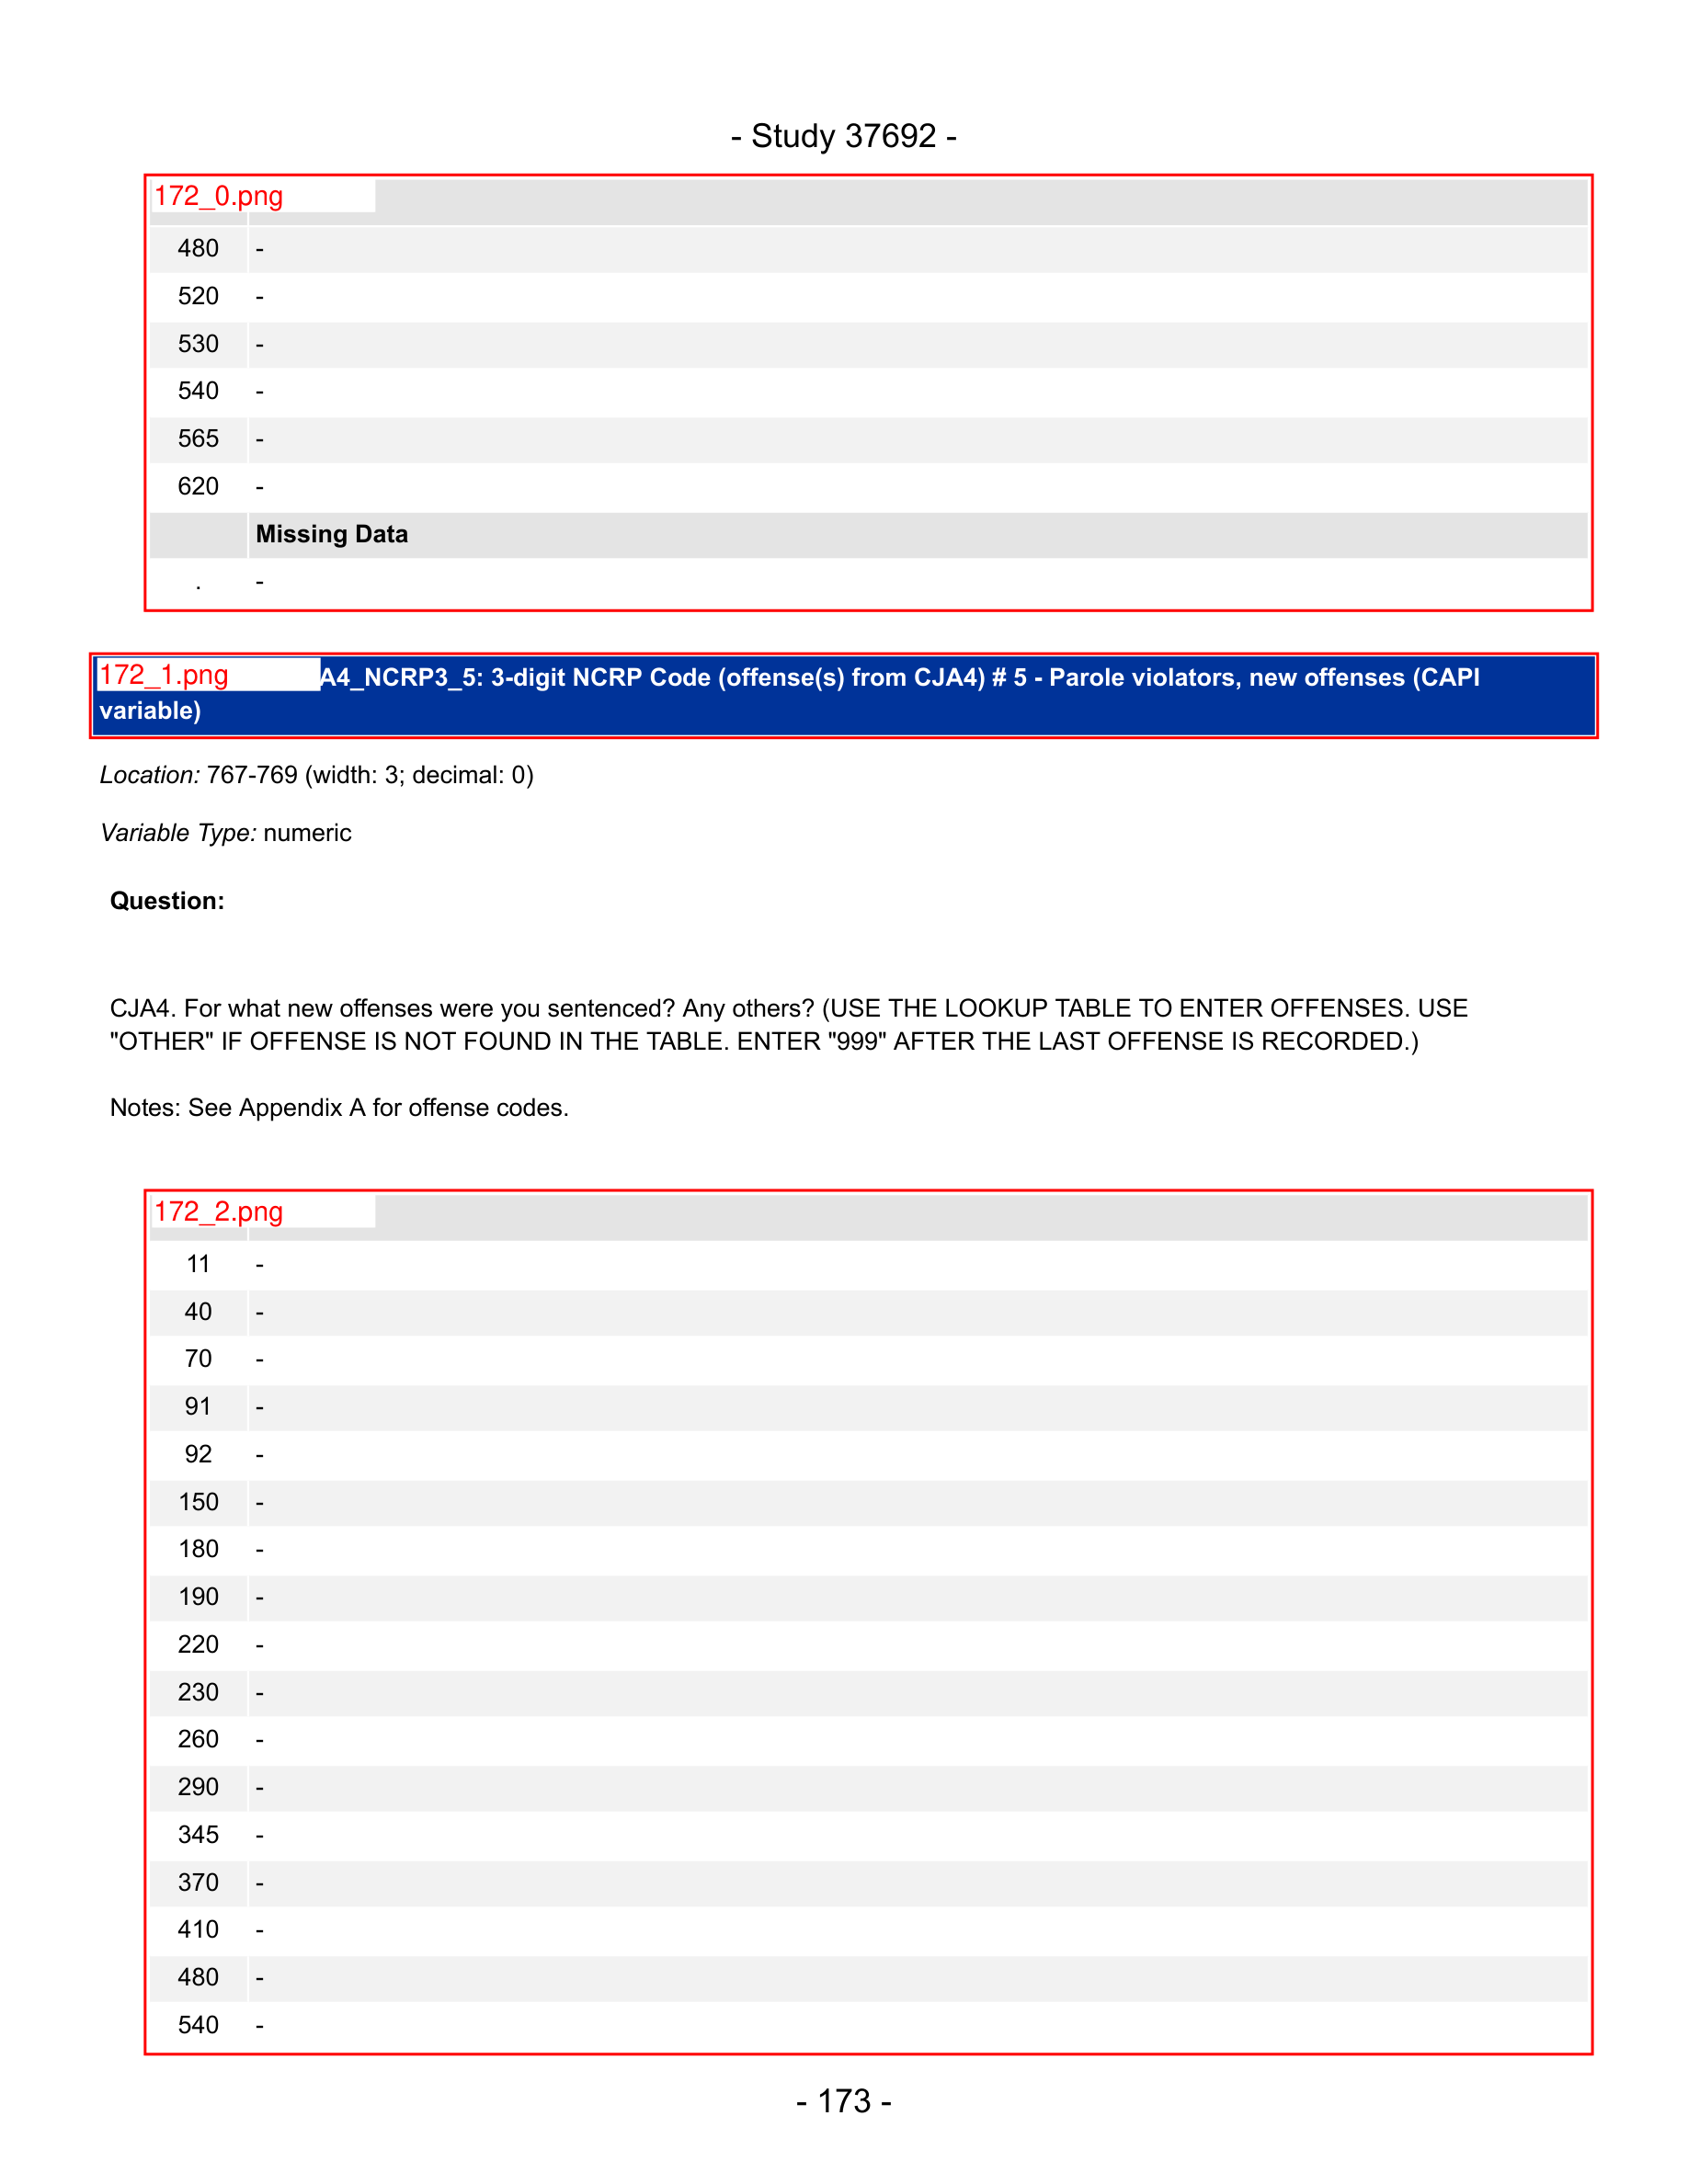 - Study 37692 -
172_0.png
480 -
520 -
530 -
540 -
565 -
620 -
Missing Data
. -
172_1.png A4_NCRP3_5: 3-digit NCRP Code (offense(s) from CJA4) # 5 - Parole violators, new offenses (CAPI
variable)
Location: 767-769 (width: 3; decimal: 0)
Variable Type: numeric
Question:
CJA4. For what new offenses were you sentenced? Any others? (USE THE LOOKUP TABLE TO ENTER OFFENSES. USE
"OTHER" IF OFFENSE IS NOT FOUND IN THE TABLE. ENTER "999" AFTER THE LAST OFFENSE IS RECORDED.)
Notes: See Appendix A for offense codes.
172_2.png
11 -
40 -
70 -
91 -
92 -
150 -
180 -
190 -
220 -
230 -
260 -
290 -
345 -
370 -
410 -
480 -
540 -
- 173 -